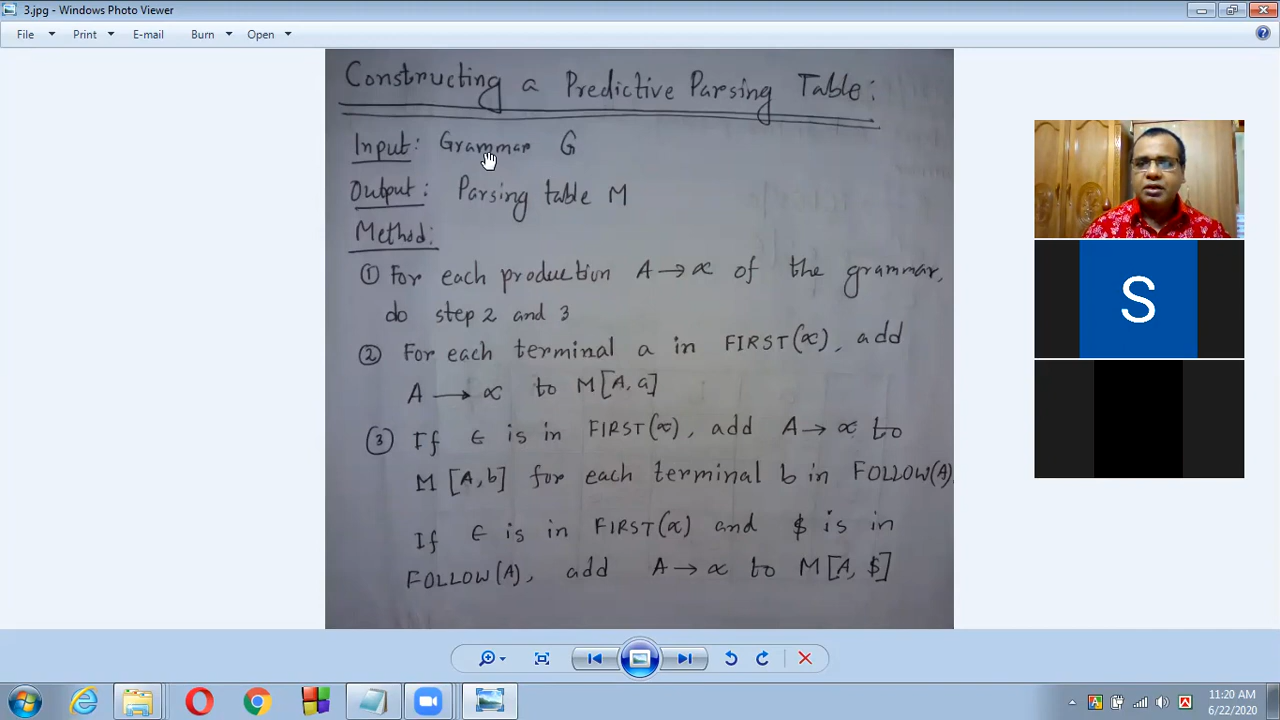 3.jpg - Windows Photo Viewer
File Print E-mail Burn Open
Constructing a Predictive Parsing Table:
Input: Grammar G
Output: Parsing table M
Method:
① For each production A → ∝ of the grammar,
do step 2 and 3
② For each terminal a in FIRST(∝), add
A → ∝ to M[A, a]
③ If ∈ is in FIRST(∝), add A → ∝ to
M [A, b] for each terminal b in FOLLOW(A).
If ∈ is in FIRST(∝) and $ is in
FOLLOW(A), add A → ∝ to M[A, $]
S
11:20 AM
6/22/2020